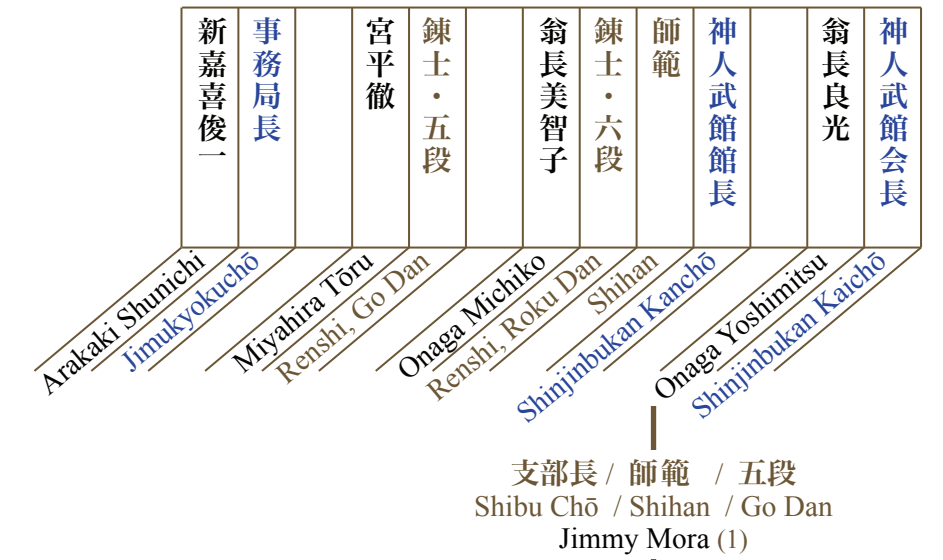 神人武館会長
翁長良光
神人武館館長
師範
錬士・六段
翁長美智子
錬士・五段
宮平徹
事務局長
新嘉喜俊一
Arakaki Shunichi
Jimukyokuchō
Miyahira Tōru
Renshi, Go Dan
Onaga Michiko
Renshi, Roku Dan
Shihan
Shinjinbukan Kanchō
Onaga Yoshimitsu
Shinjinbukan Kaichō
支部長 / 師範 / 五段
Shibu Chō / Shihan / Go Dan
Jimmy Mora (1)